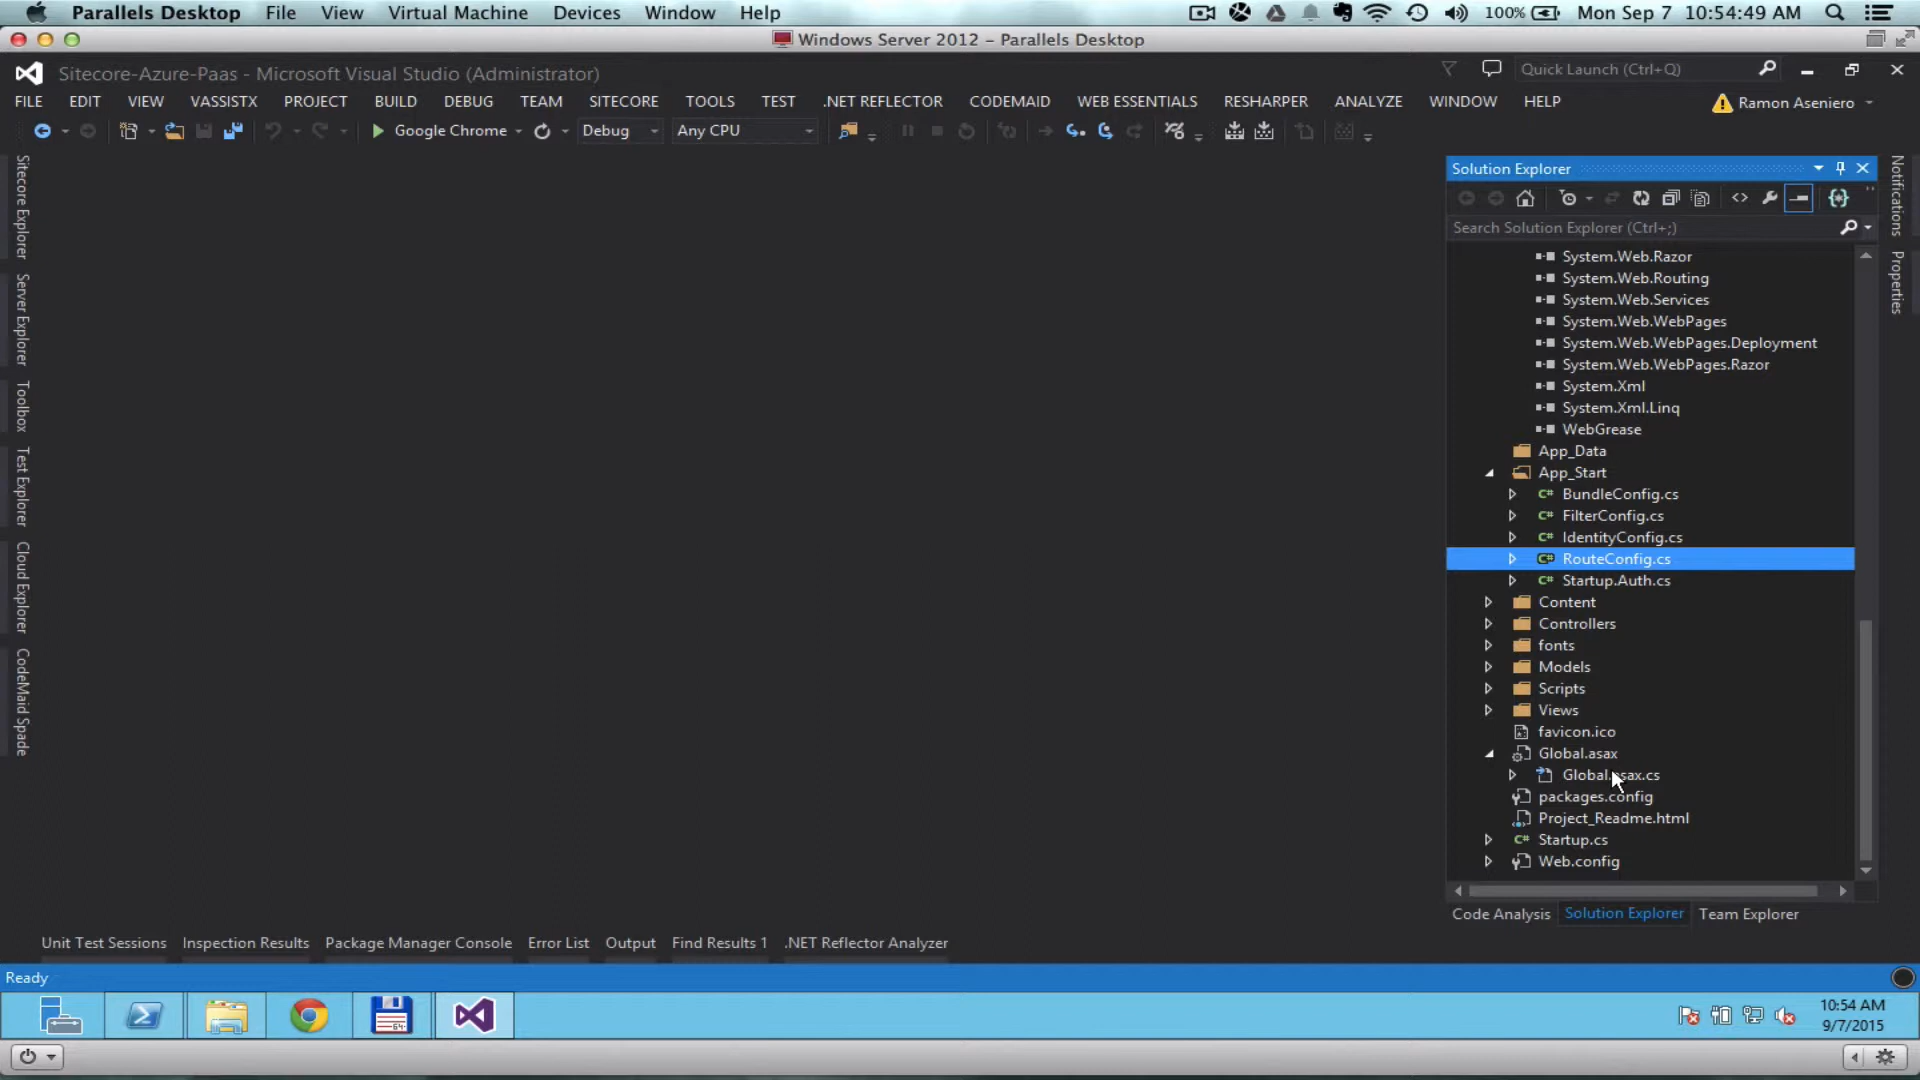 Parallels Desktop File View Virtual Machine Devices Window Help 100% Mon Sep 7 10:54:49 AM
Windows Server 2012 – Parallels Desktop
Sitecore-Azure-Paas - Microsoft Visual Studio (Administrator) Quick Launch (Ctrl+Q)
FILE EDIT VIEW VASSISTX PROJECT BUILD DEBUG TEAM SITECORE TOOLS TEST .NET REFLECTOR CODEMAID WEB ESSENTIALS RESHARPER ANALYZE WINDOW HELP Ramon Aseniero
Google Chrome Debug Any CPU
Sitecore Explorer
Server Explorer
Toolbox
Test Explorer
Cloud Explorer
CodeMaid Spade
Solution Explorer
Search Solution Explorer (Ctrl+;)
System.Web.Razor
System.Web.Routing
System.Web.Services
System.Web.WebPages
System.Web.WebPages.Deployment
System.Web.WebPages.Razor
System.Xml
System.Xml.Linq
WebGrease
App_Data
App_Start
C# BundleConfig.cs
C# FilterConfig.cs
C# IdentityConfig.cs
C# RouteConfig.cs
C# Startup.Auth.cs
Content
Controllers
fonts
Models
Scripts
Views
favicon.ico
Global.asax
Global.asax.cs
packages.config
Project_Readme.html
C# Startup.cs
Web.config
Code Analysis Solution Explorer Team Explorer
Notifications
Properties
Unit Test Sessions Inspection Results Package Manager Console Error List Output Find Results 1 .NET Reflector Analyzer
Ready
64
10:54 AM
9/7/2015